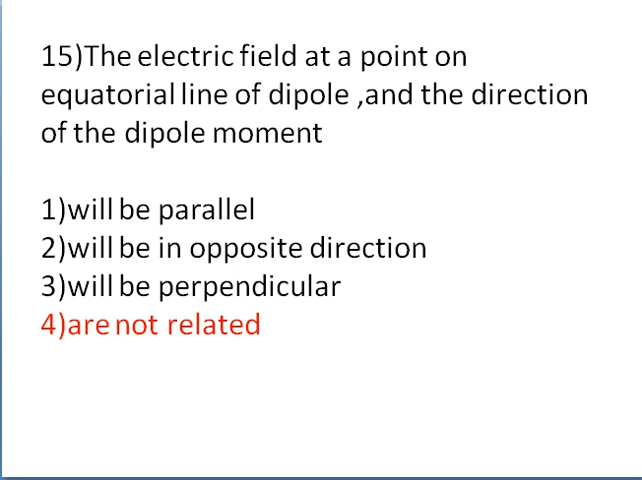 15)The electric field at a point on
equatorial line of dipole ,and the direction
of the dipole moment
1)will be parallel
2)will be in opposite direction
3)will be perpendicular
4)are not related